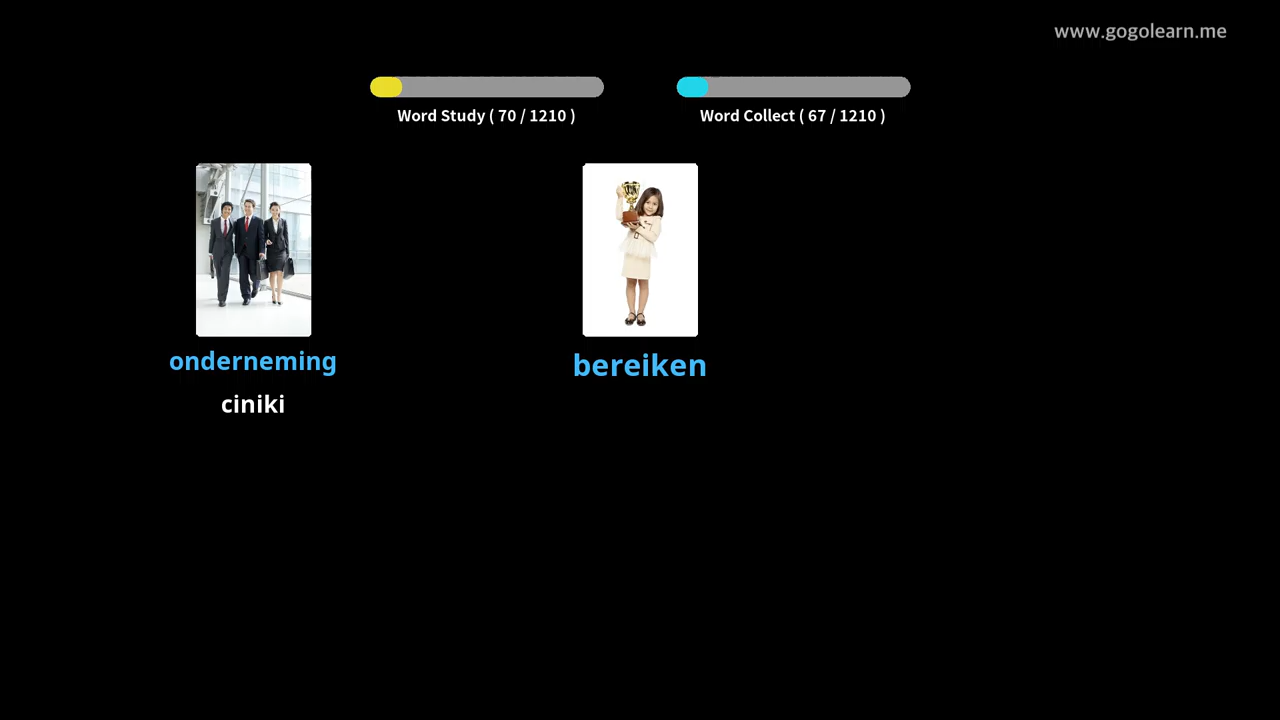 www.gogolearn.me
Word Study ( 70 / 1210 )
Word Collect ( 67 / 1210 )
onderneming
ciniki
bereiken